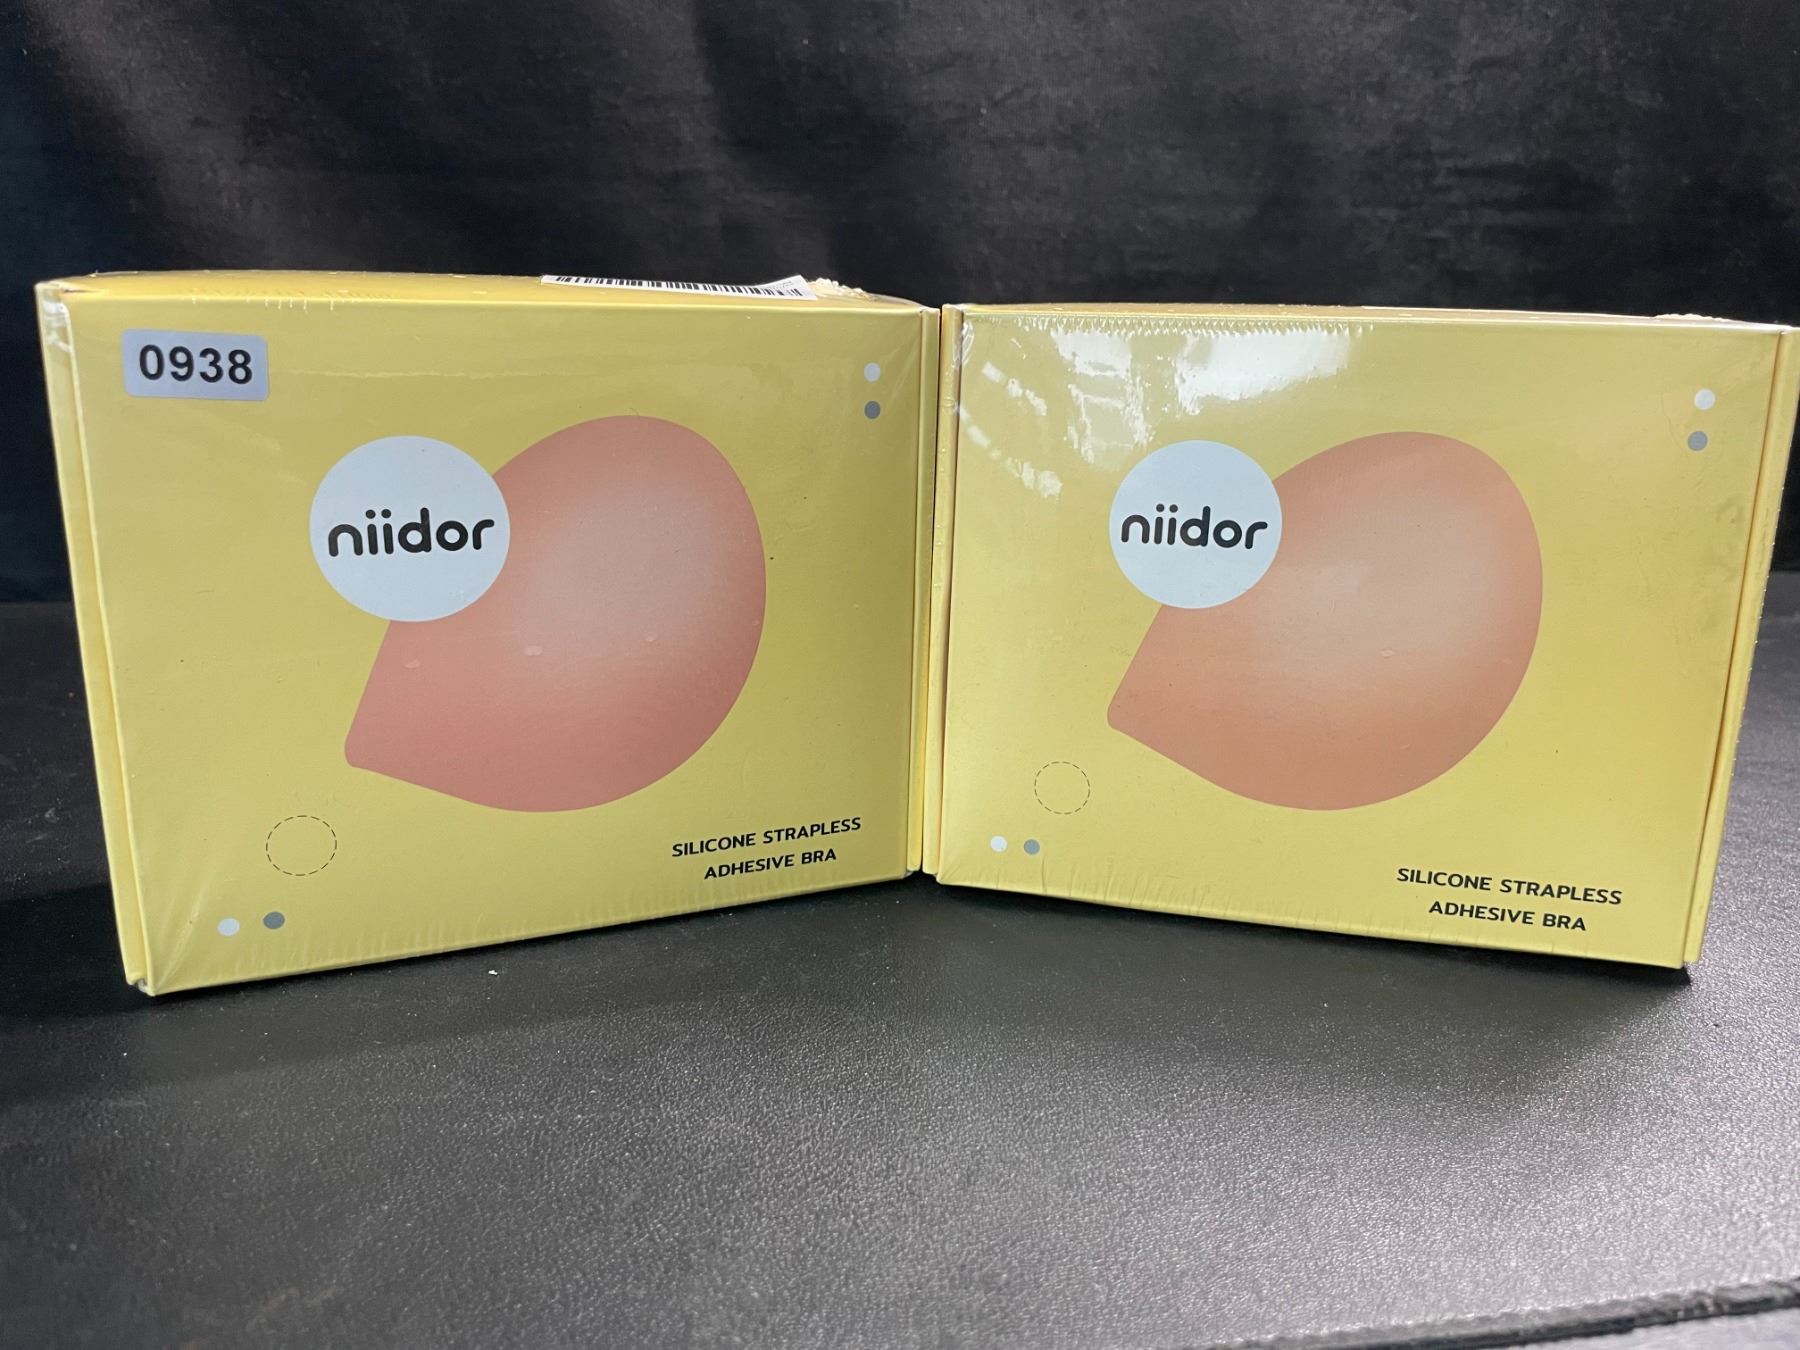 0938
niidor
SILICONE STRAPLESS
ADHESIVE BRA
niidor
SILICONE STRAPLESS
ADHESIVE BRA